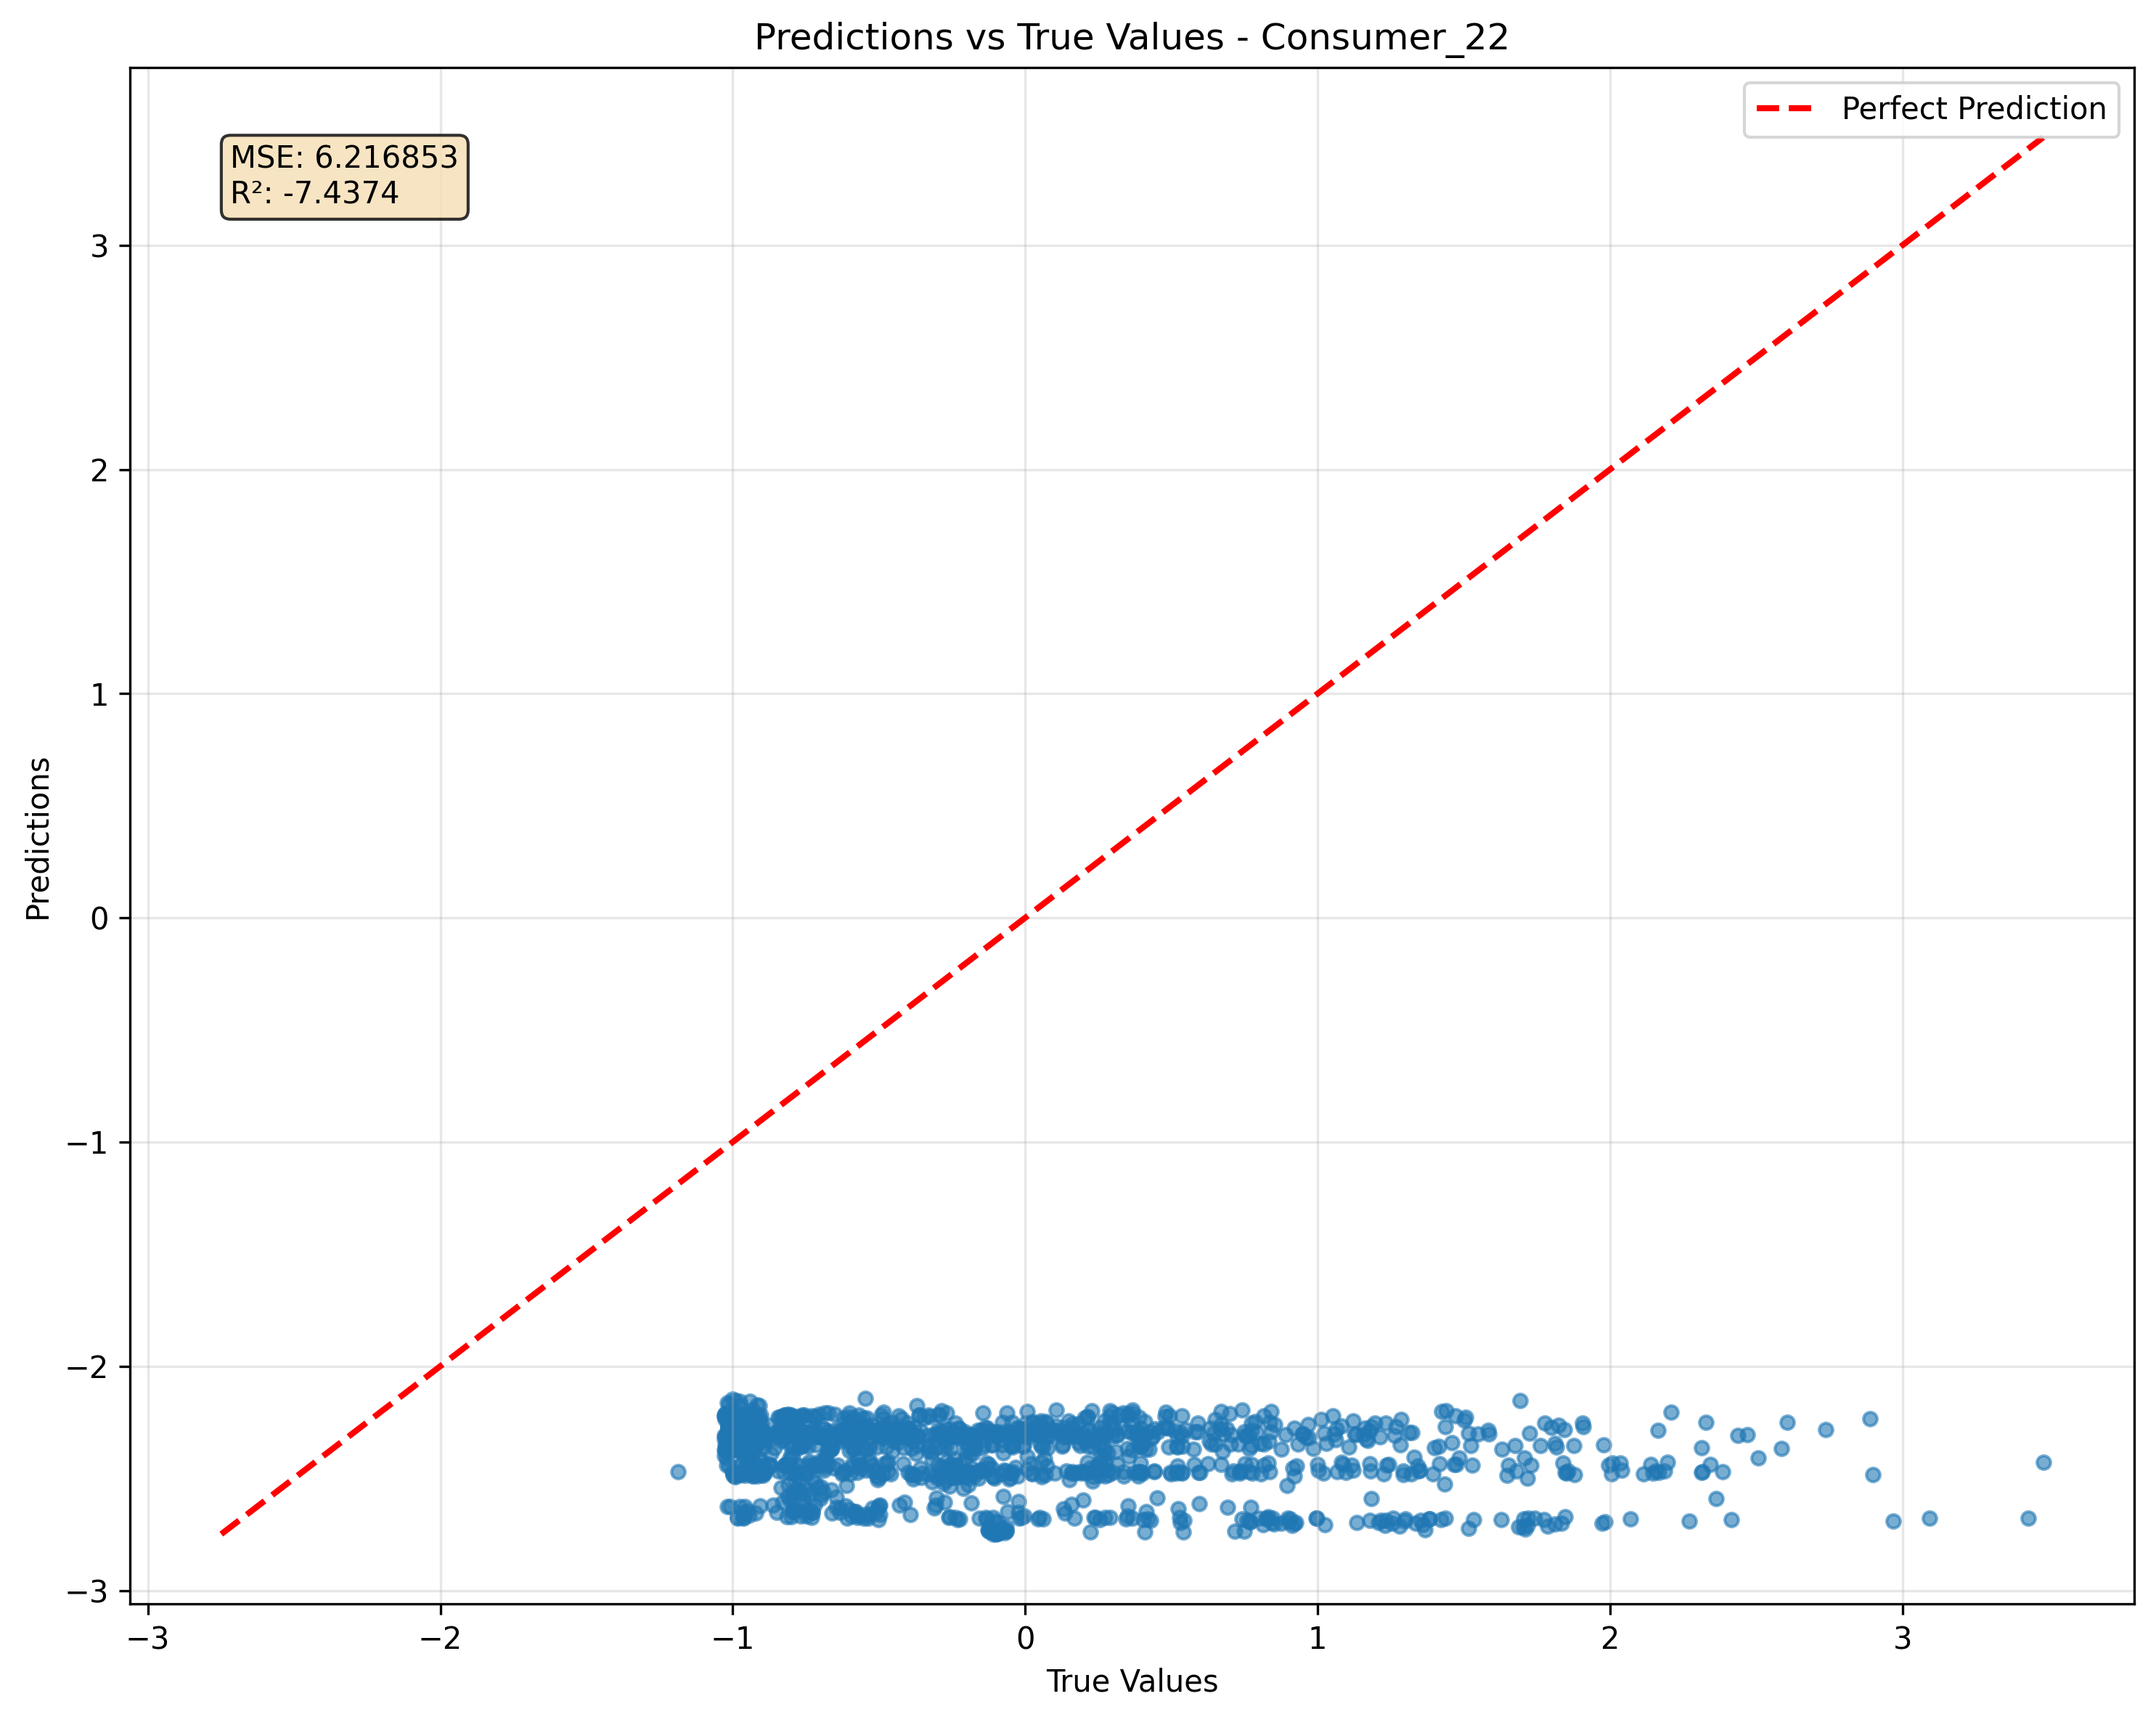 Predictions vs True Values - Consumer_22
Perfect Prediction
MSE: 6.216853
R²: -7.4374
3
2
1
0
−1
−2
−3
Predictions
−3
−2
−1
0
1
2
3
True Values